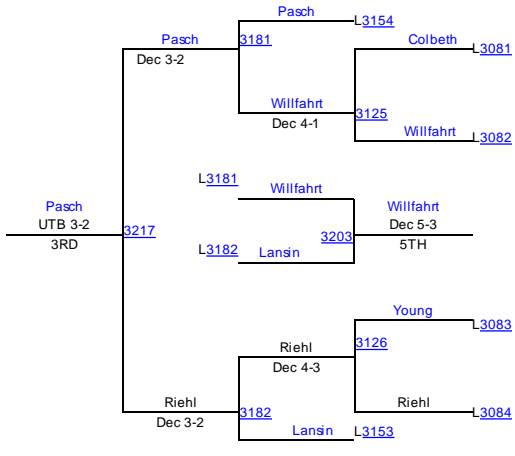 Pasch
L3154
Pasch
3181
Colbeth
L3081
Dec 3-2
Willfahrt
3125
Dec 4-1
Willfahrt
L3082
L3181
Willfahrt
Pasch
Willfahrt
UTB 3-2
3217
Dec 5-3
3RD
L3182
Lansin
3203
5TH
Young
L3083
Riehl
3126
Dec 4-3
Riehl
3182
Riehl
L3084
Dec 3-2
Lansin
L3153